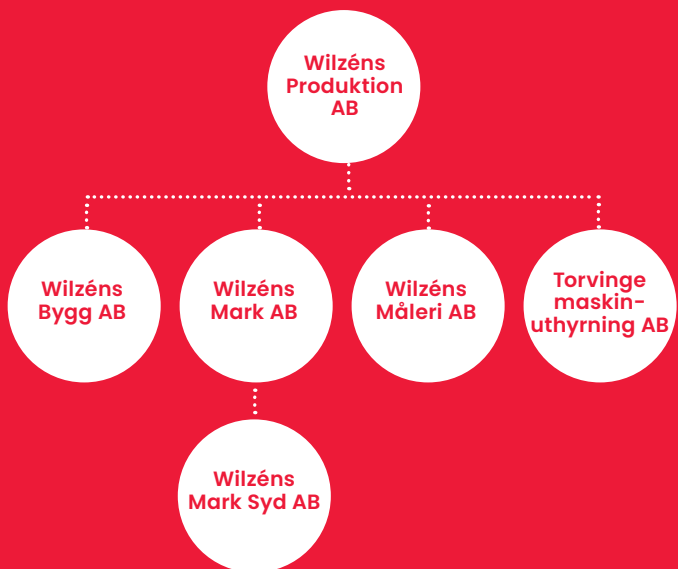 Wilzéns
Produktion
AB
Wilzéns
Bygg AB
Wilzéns
Mark AB
Wilzéns
Måleri AB
Torvinge
maskin-
uthyrning AB
Wilzéns
Mark Syd AB